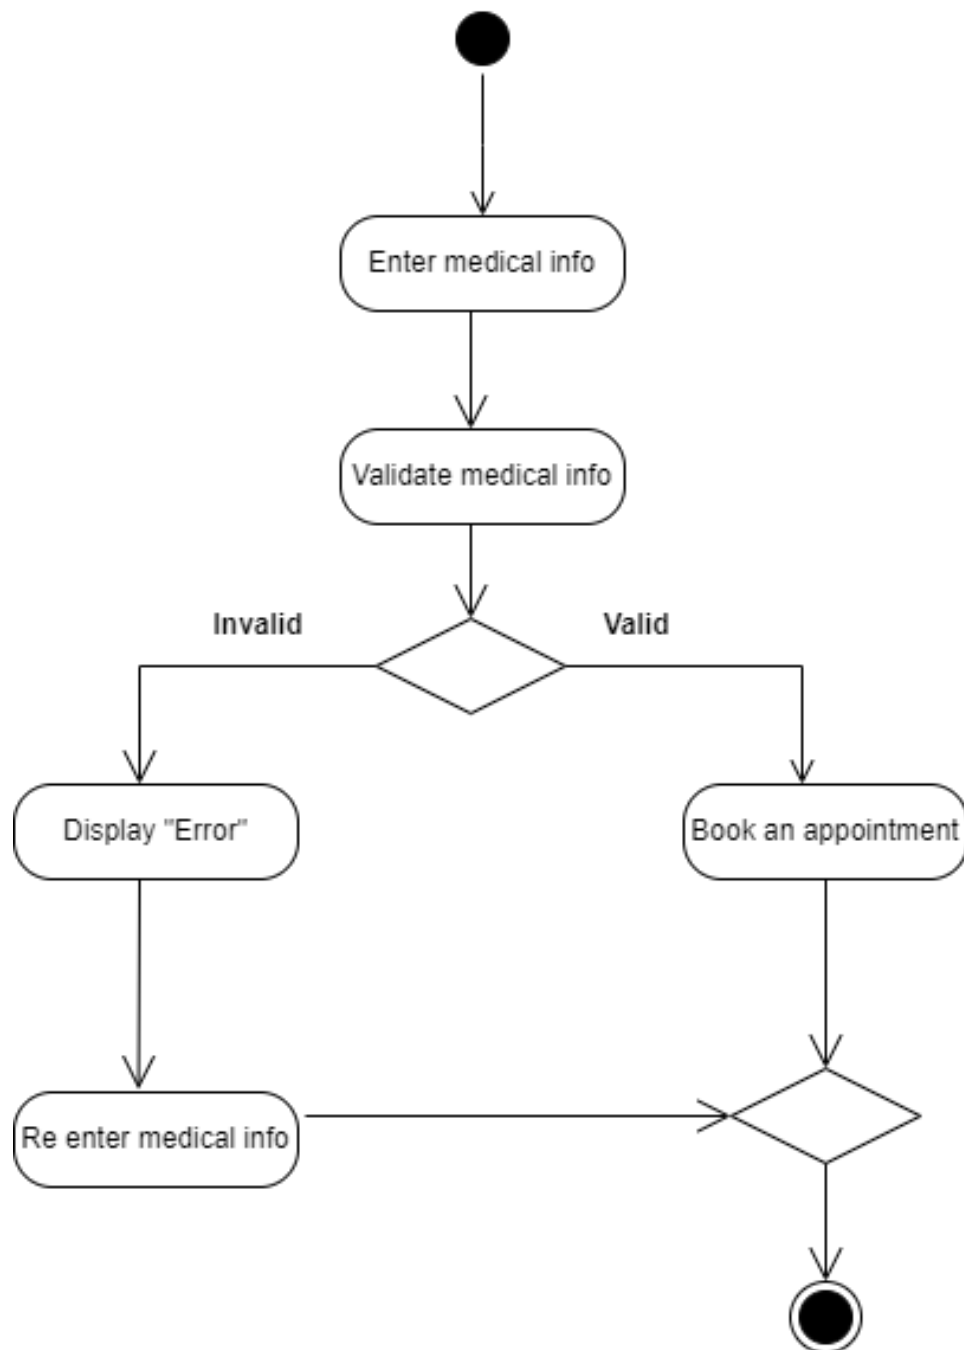 Enter medical info
Validate medical info
Invalid
Valid
Display "Error"
Book an appointment
Re enter medical info